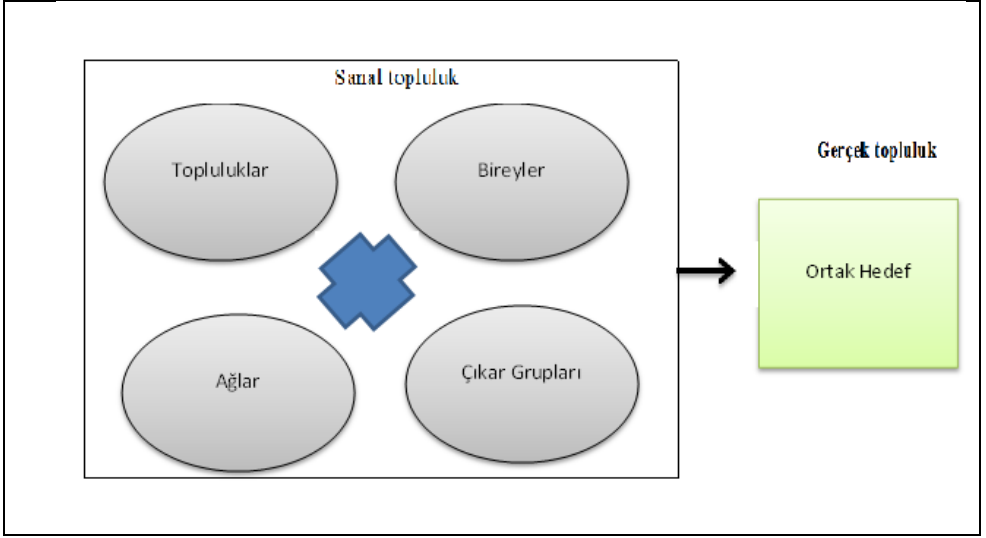 Sanal topluluk
Topluluklar
Bireyler
Gerçek topluluk
Ortak Hedef
Ağlar
Çıkar Grupları